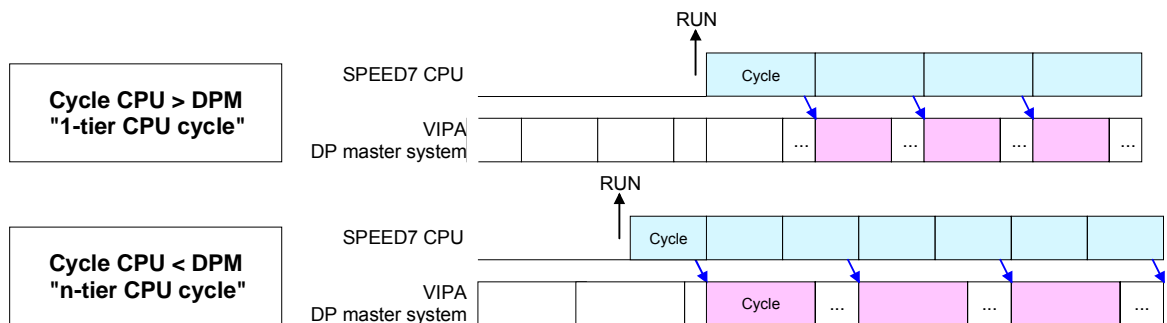 RUN
SPEED7 CPU
Cycle
Cycle CPU > DPM
"1-tier CPU cycle"
VIPA
DP master system
... ... ... ...
RUN
SPEED7 CPU
Cycle
Cycle CPU < DPM
"n-tier CPU cycle"
VIPA
DP master system
Cycle ... ... ...